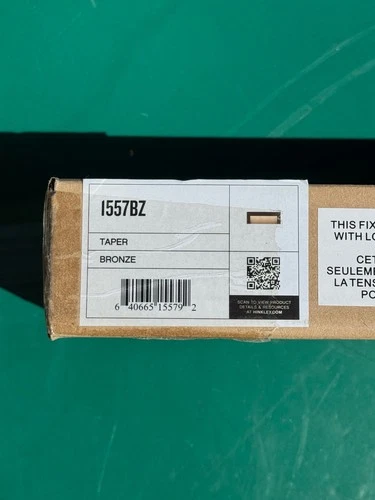 1557BZ
TAPER
BRONZE
6 40665 15579 2
SCAN TO VIEW PRODUCT
DETAILS & RESOURCES
AT HINKLEY.COM
THIS FIX
WITH LO
CET
SEULEME
LA TENS
PO